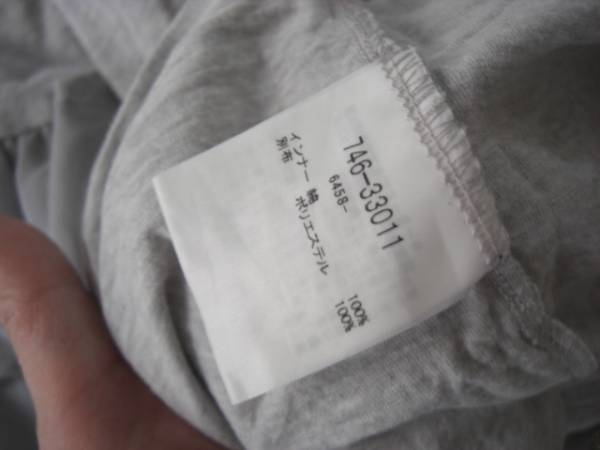 746-33011
6458-
インナー 綿 100%
別布 ポリエステル 100%